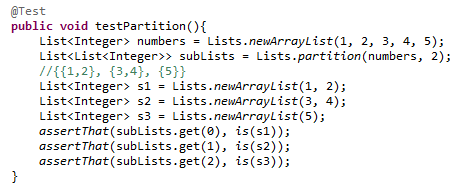 @Test
public void testPartition(){
    List<Integer> numbers = Lists.newArrayList(1, 2, 3, 4, 5);
    List<List<Integer>> subLists = Lists.partition(numbers, 2);
    //{{1,2}, {3,4}, {5}}
    List<Integer> s1 = Lists.newArrayList(1, 2);
    List<Integer> s2 = Lists.newArrayList(3, 4);
    List<Integer> s3 = Lists.newArrayList(5);
    assertThat(subLists.get(0), is(s1));
    assertThat(subLists.get(1), is(s2));
    assertThat(subLists.get(2), is(s3));
}